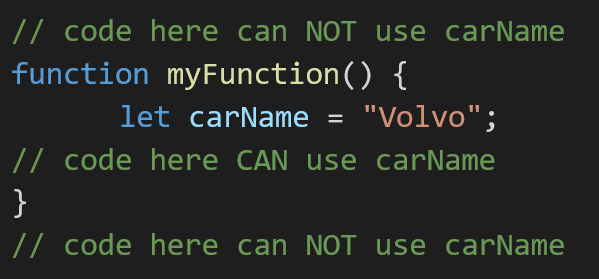 // code here can NOT use carName
function myFunction() {
      let carName = "Volvo";
// code here CAN use carName
}
// code here can NOT use carName